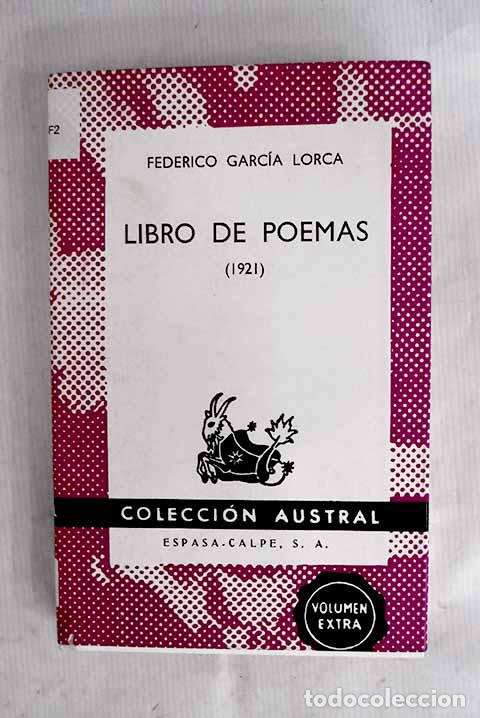 F2
FEDERICO GARCÍA LORCA
LIBRO DE POEMAS
(1921)
COLECCIÓN AUSTRAL
ESPASA-CALPE, S. A.
VOLUMEN
EXTRA
todocoleccion